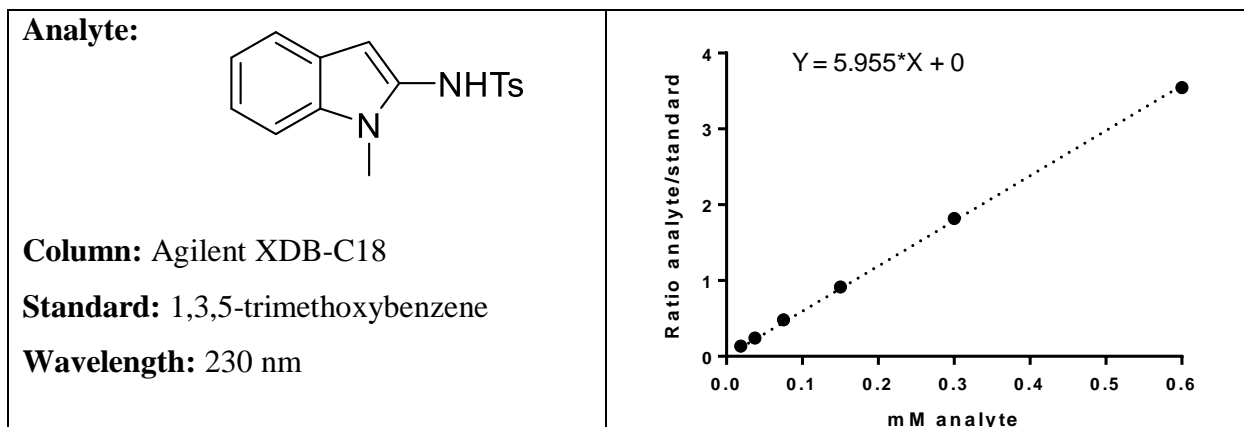 Analyte:
NHTs
N
Column: Agilent XDB-C18
Standard: 1,3,5-trimethoxybenzene
Wavelength: 230 nm
Y = 5.955*X + 0
Ratio analyte/standard
4
3
2
1
0
0.0 0.1 0.2 0.3 0.4 0.5 0.6
mM analyte